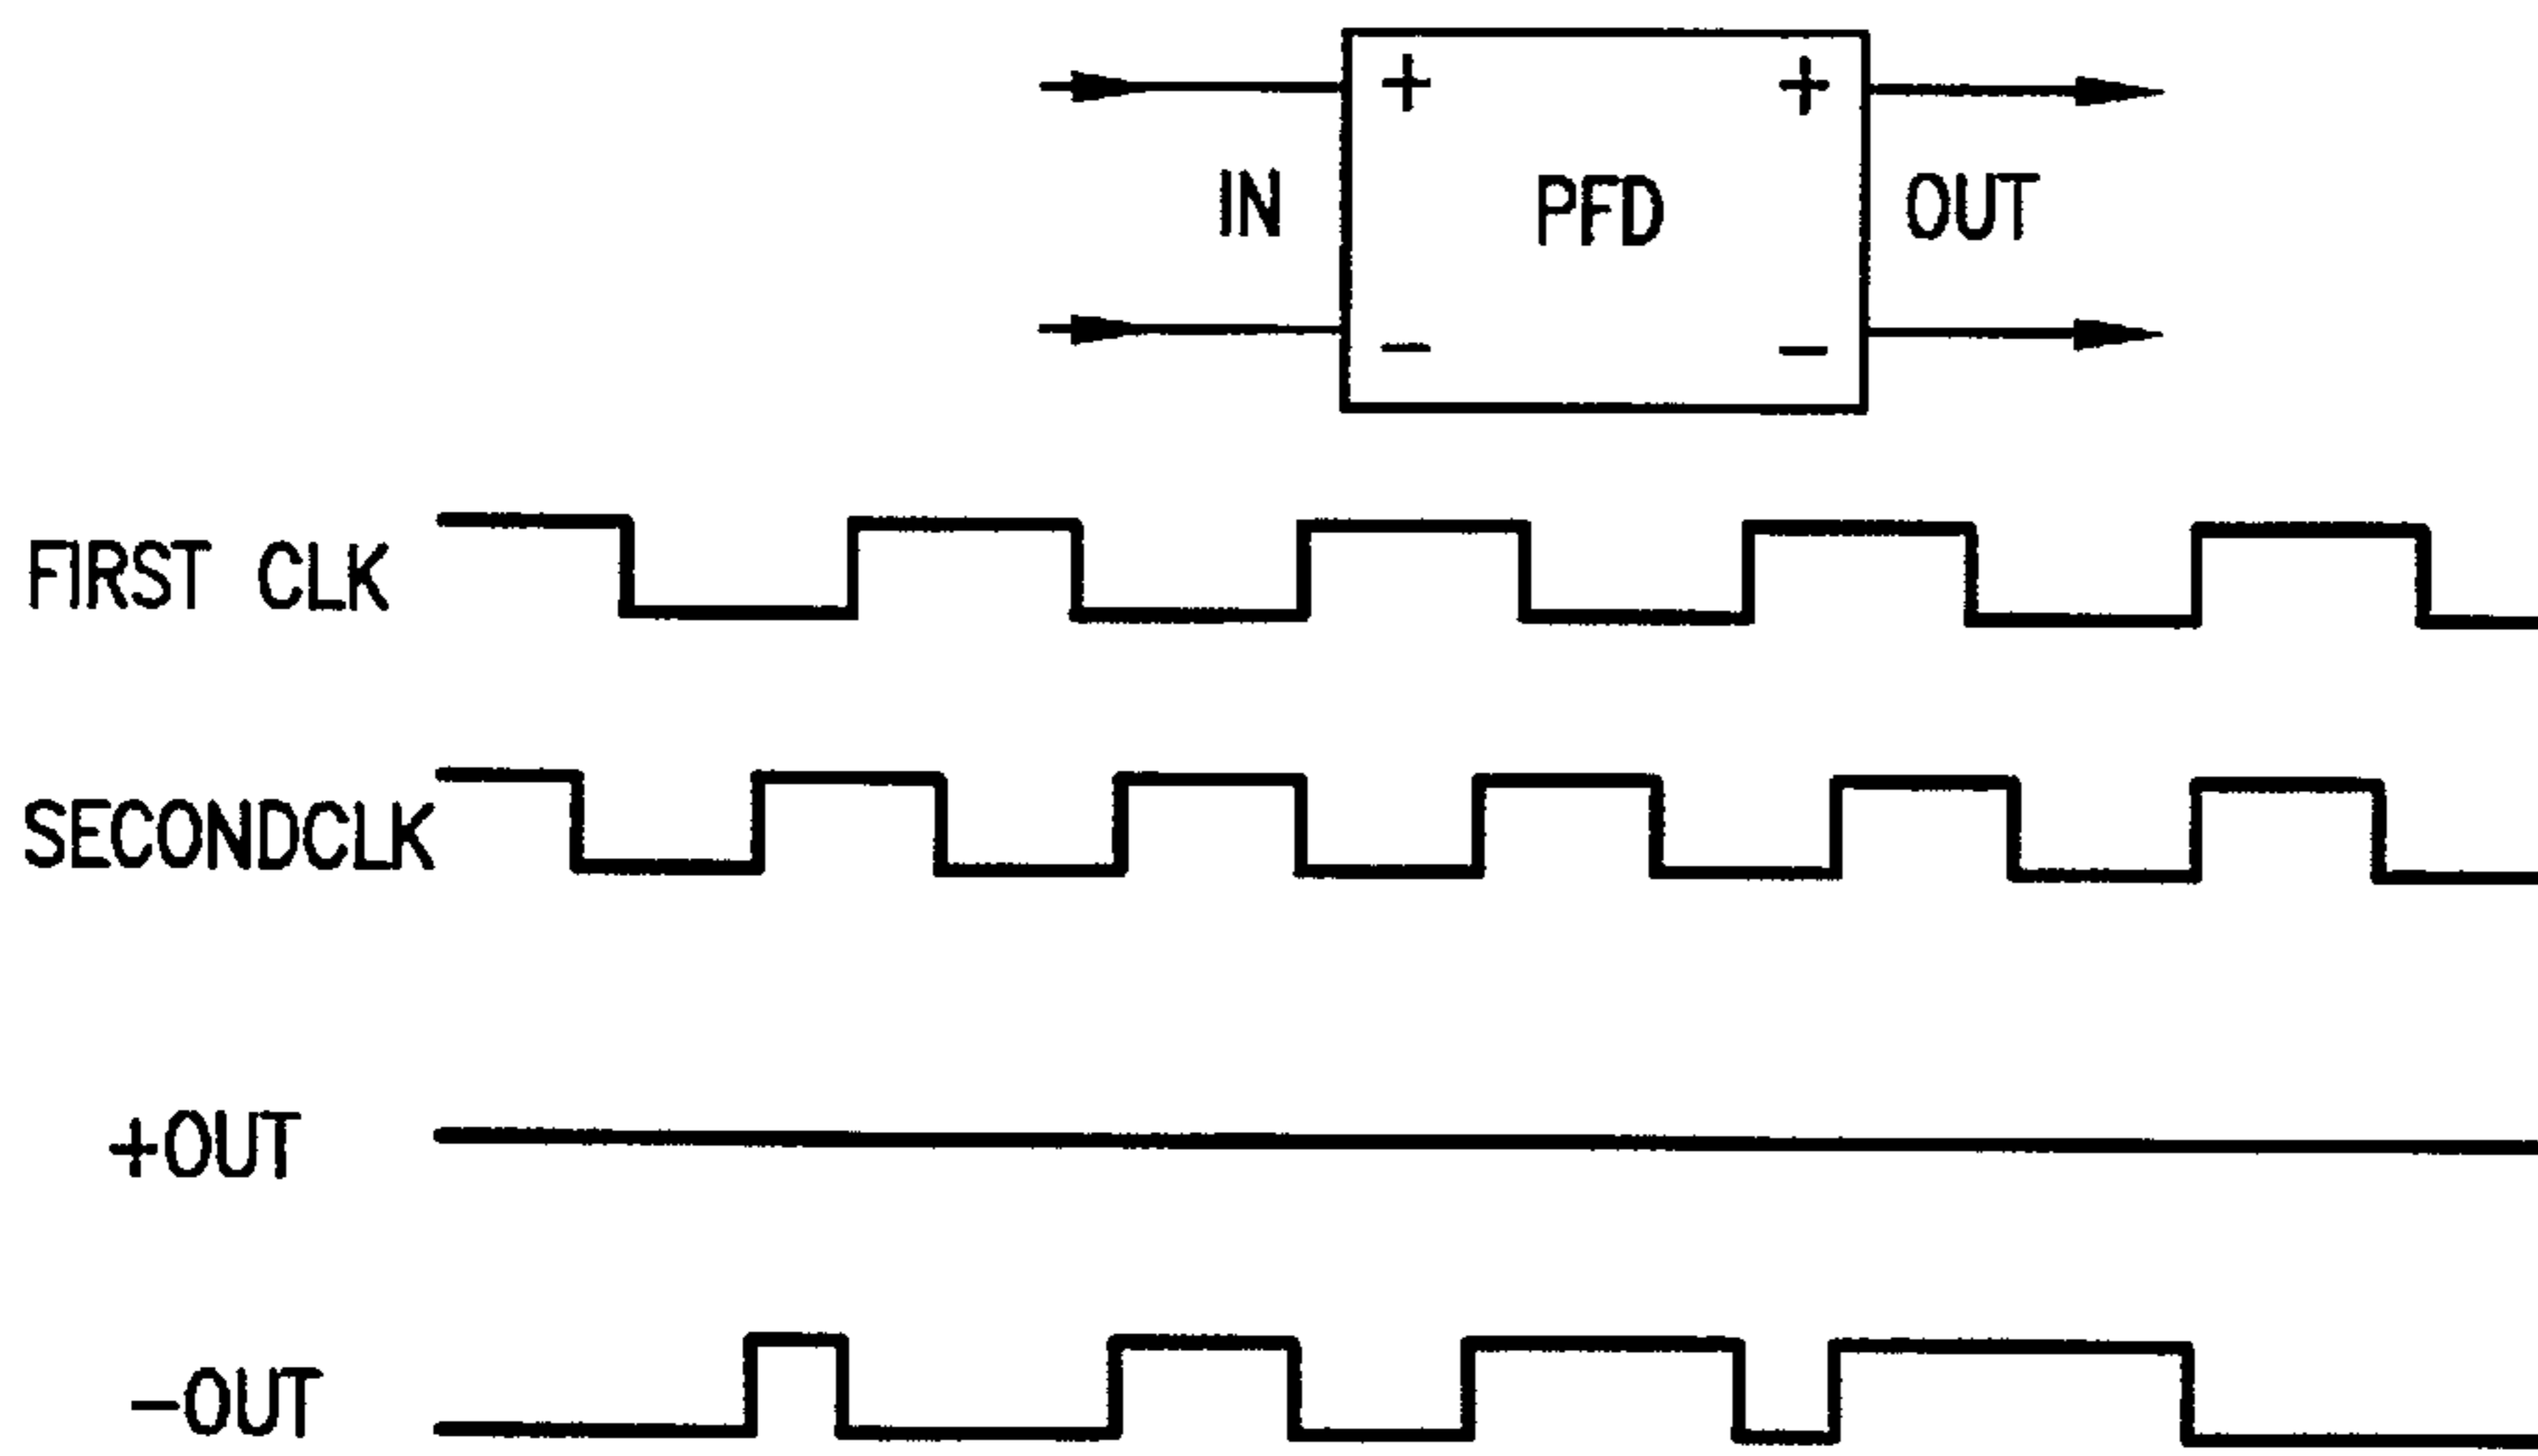 + +
IN PFD OUT
− −
FIRST CLK
SECONDCLK
+OUT
−OUT